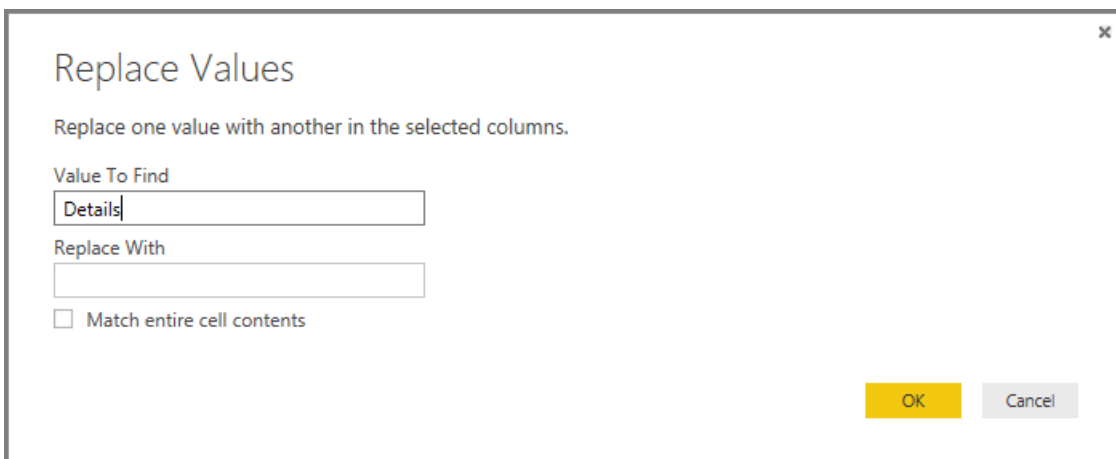 Replace Values
Replace one value with another in the selected columns.
Value To Find
Details
Replace With
Match entire cell contents
OK
Cancel